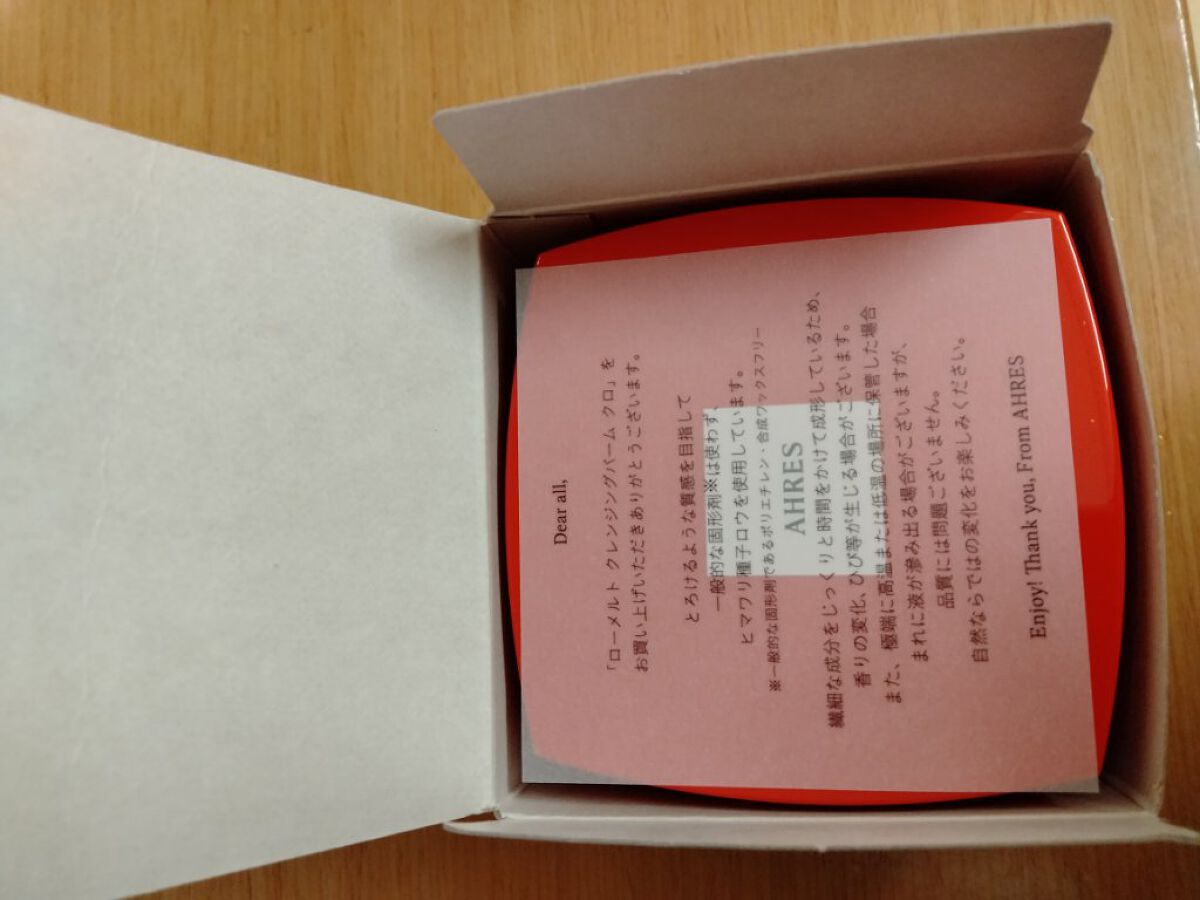 Dear all,
「ローメルト クレンジングバーム クロ」を
お買い上げいただきありがとうございます。
とろけるような質感を目指して
一般的な固形剤※は使わず、
ヒマワリ種子ロウを使用しています。
※一般的な固形剤であるポリエチレン・合成ワックスフリー
AHRES
繊細な成分をじっくりと時間をかけて成形しているため、
香りの変化、ひび等が生じる場合がございます。
また、極端に高温または低温の場所に保管した場合
まれに液が滲み出る場合がございますが、
品質には問題ございません。
自然ならではの変化をお楽しみください。
Enjoy! Thank you, From AHRES